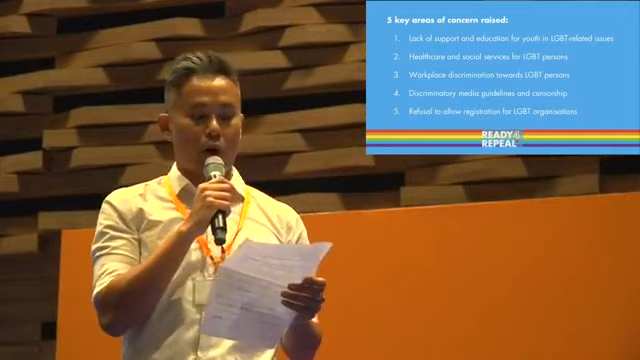 5 key areas of concern raised:
1. Lack of support and education for youth in LGBT-related issues
2. Healthcare and social services for LGBT persons
3. Workplace discrimination towards LGBT persons
4. Discriminatory media guidelines and censorship
5. Refusal to allow registration for LGBT organisations
READY4
REPEAL